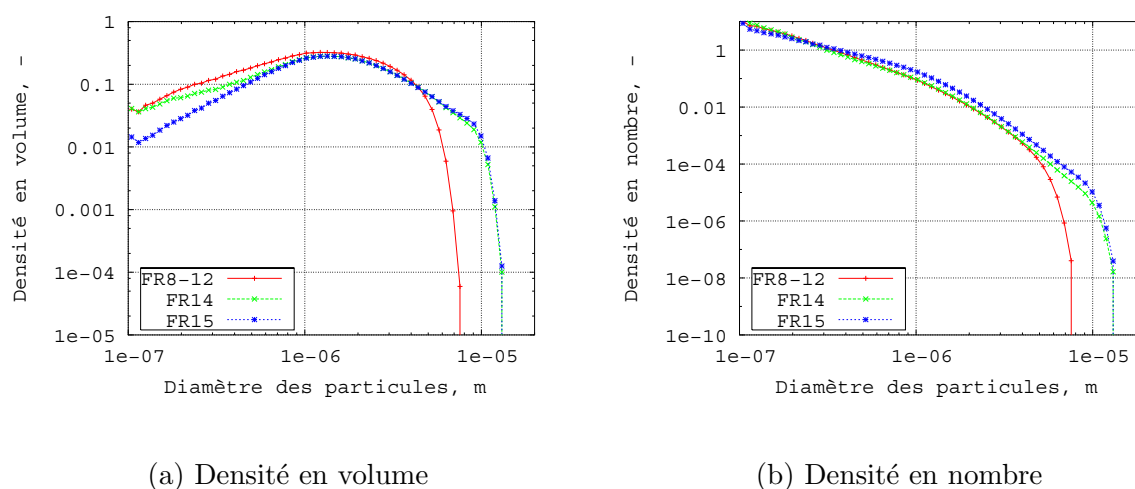 1
0.1
0.01
0.001
1e-04
1e-05
1e-07
1e-06
1e-05
Densité en volume, -
Diamètre des particules, m
FR8-12
FR14
FR15
(a) Densité en volume
1
0.01
1e-04
1e-06
1e-08
1e-10
1e-07
1e-06
1e-05
Densité en nombre, -
Diamètre des particules, m
FR8-12
FR14
FR15
(b) Densité en nombre